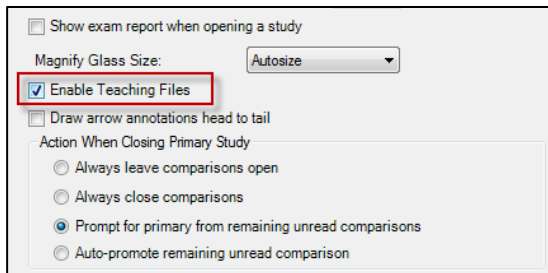 Show exam report when opening a study
Magnify Glass Size: Autosize
Enable Teaching Files
Draw arrow annotations head to tail
Action When Closing Primary Study
Always leave comparisons open
Always close comparisons
Prompt for primary from remaining unread comparisons
Auto-promote remaining unread comparison